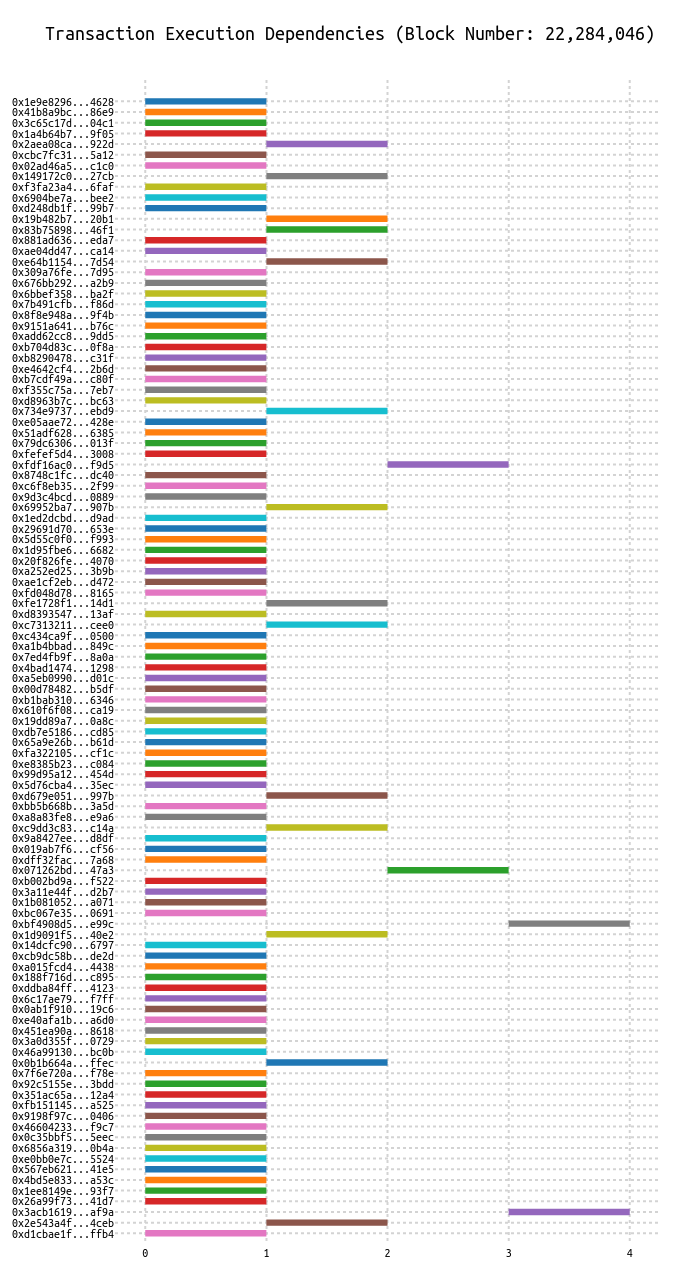 Transaction Execution Dependencies (Block Number: 22,284,046)
0x1e9e8296...4628
0x41b8a9bc...86e9
0x3c65c17d...04c1
0x1a4b64b7...9f05
0x2aea08ca...922d
0xcbc7fc31...5a12
0x02ad46a5...c1c0
0x149172c0...27cb
0xf3fa23a4...6faf
0x6904be7a...bee2
0xd248db1f...99b7
0x19b482b7...20b1
0x83b75898...46f1
0x881ad636...eda7
0xae04dd47...ca14
0xe64b1154...7d54
0x309a76fe...7d95
0x676bb292...a2b9
0x6bbef358...ba2f
0x7b491cfb...f86d
0x8f8e948a...9f4b
0x9151a641...b76c
0xadd62cc8...9dd5
0xb704d83c...0f8a
0xb8290478...c31f
0xe4642cf4...2b6d
0xb7cdf49a...c80f
0xf355c75a...7eb7
0xd8963b7c...bc63
0x734e9737...ebd9
0xe05aae72...428e
0x51adf628...6385
0x79dc6306...013f
0xfefef5d4...3008
0xfdf16ac0...f9d5
0x8748c1fc...dc40
0xc6f8eb35...2f99
0x9d3c4bcd...0889
0x69952ba7...907b
0x1ed2dcbd...d9ad
0x29691d70...653e
0x5d55c0f0...f993
0x1d95fbe6...6682
0x20f826fe...4070
0xa252ed25...3b9b
0xae1cf2eb...d472
0xfd048d78...8165
0xfe1728f1...14d1
0xd8393547...13af
0xc7313211...cee0
0xc434ca9f...0500
0xa1b4bbad...849c
0x7ed4fb9f...8a0a
0x4bad1474...1298
0xa5eb0990...d01c
0x00d78482...b5df
0xb1bab310...6346
0x610f6f08...ca19
0x19dd89a7...0a8c
0xdb7e5186...cd85
0x65a9e26b...b61d
0xfa322105...cf1c
0xe8385b23...c084
0x99d95a12...454d
0x5d76cba4...35ec
0xd679e051...997b
0xbb5b668b...3a5d
0xa8a83fe8...e9a6
0xc9dd3c83...c14a
0x9a8427ee...d8df
0x019ab7f6...cf56
0xdff32fac...7a68
0x071262bd...47a3
0xb002bd9a...f522
0x3a11e44f...d2b7
0x1b081052...a071
0xbc067e35...0691
0xbf4908d5...e99c
0x1d9091f5...40e2
0x14dcfc90...6797
0xcb9dc58b...de2d
0xa015fcd4...4438
0x188f716d...c895
0xddba84ff...4123
0x6c17ae79...f7ff
0x0ab1f910...19c6
0xe40afa1b...a6d0
0x451ea90a...8618
0x3a0d355f...0729
0x46a99130...bc0b
0x0b1b664a...ffec
0x7f6e720a...f78e
0x92c5155e...3bdd
0x351ac65a...12a4
0xfb151145...a525
0x9198f97c...0406
0x46604233...f9c7
0x0c35bbf5...5eec
0x6856a319...0b4a
0xe0bb0e7c...5524
0x567eb621...41e5
0x4bd5e833...a53c
0x1ee8149e...93f7
0x26a99f73...41d7
0x3acb1619...af9a
0x2e543a4f...4ceb
0xd1cbae1f...ffb4
0 1 2 3 4